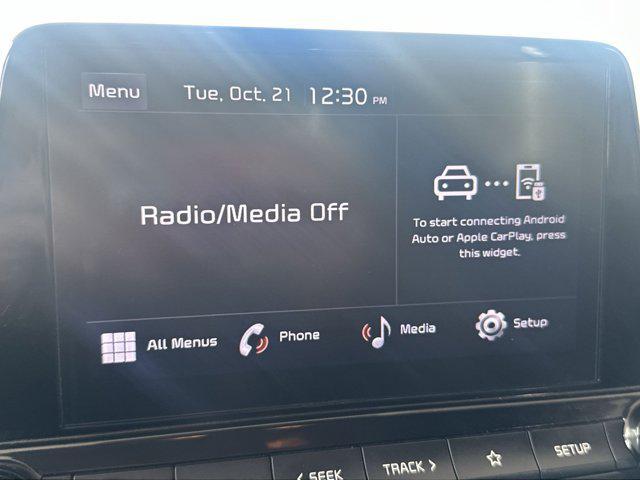 Menu Tue, Oct. 21 12:30 PM
Radio/Media Off
To start connecting Android
Auto or Apple CarPlay, press
this widget.
All Menus Phone Media Setup
< SEEK TRACK > SETUP